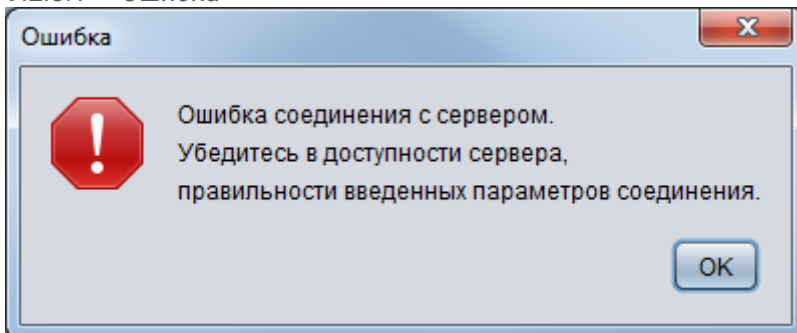 Ошибка
Ошибка соединения с сервером.
Убедитесь в доступности сервера,
правильности введенных параметров соединения.
OK